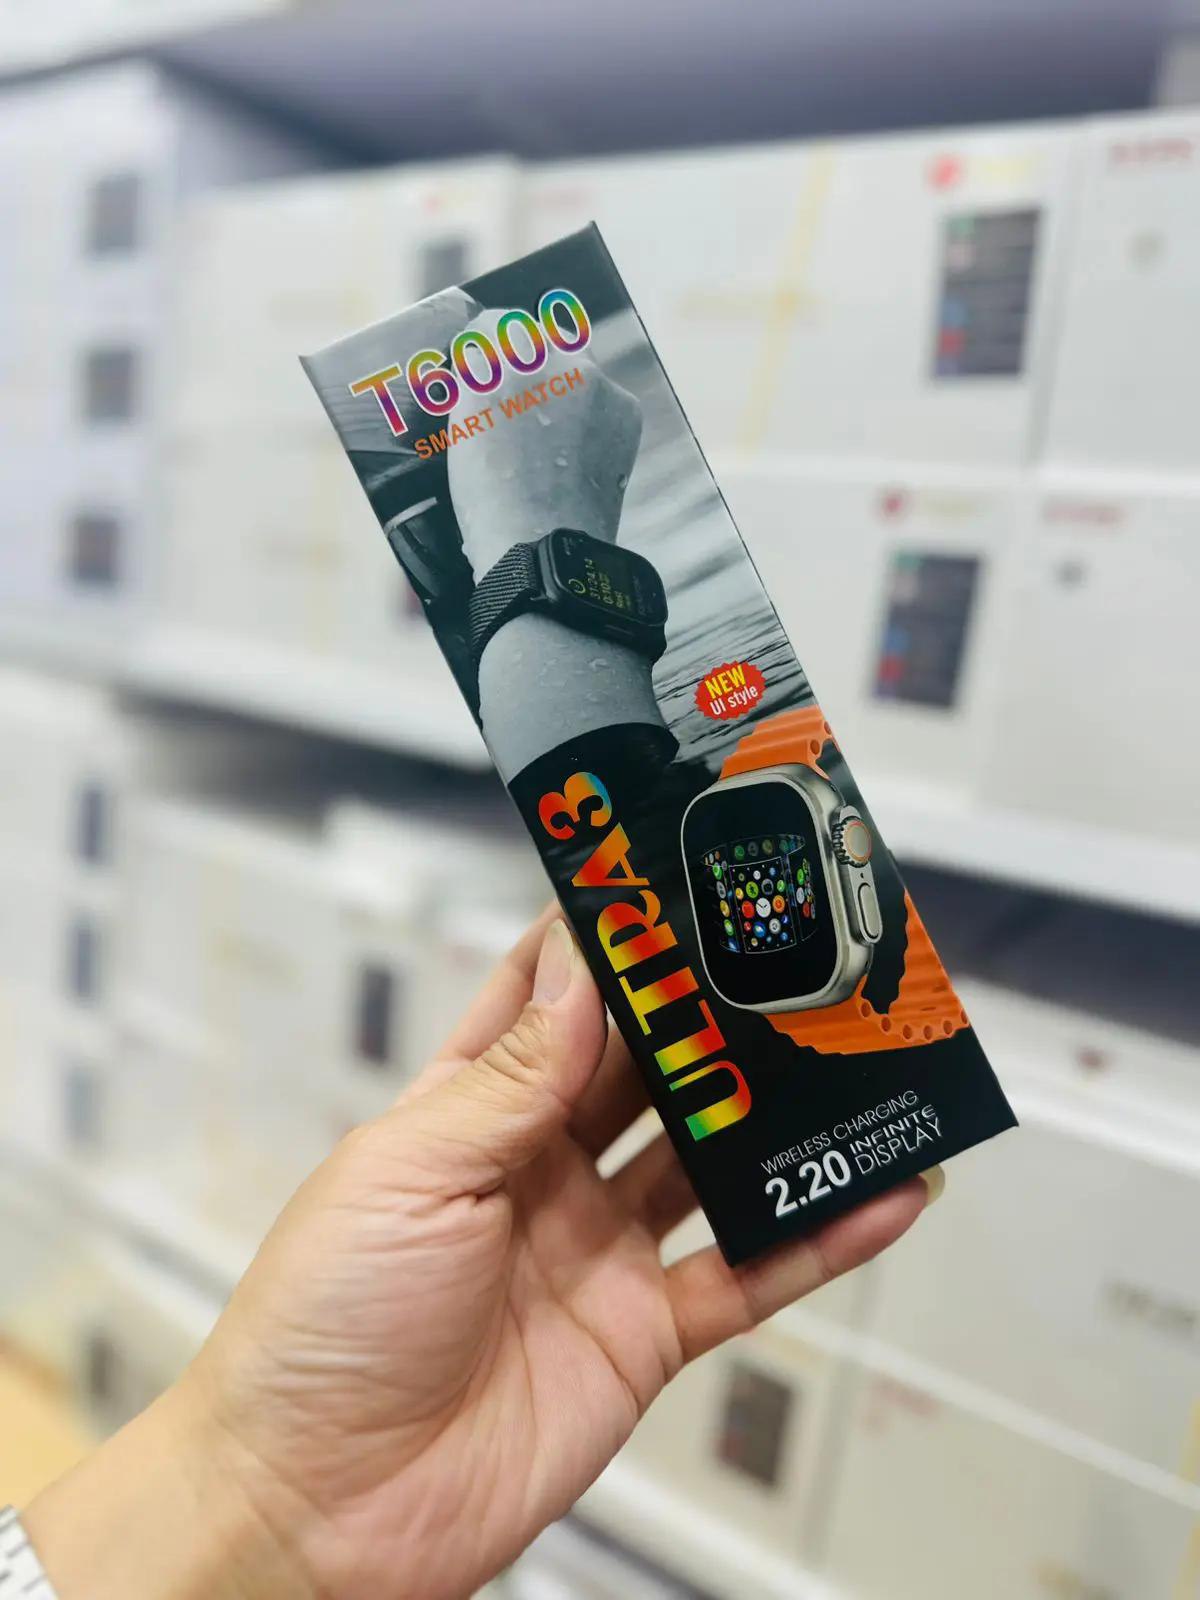 T6000
SMART WATCH
NEW
UI style
ULTRA3
WIRELESS CHARGING
2.20 INFINITE
DISPLAY